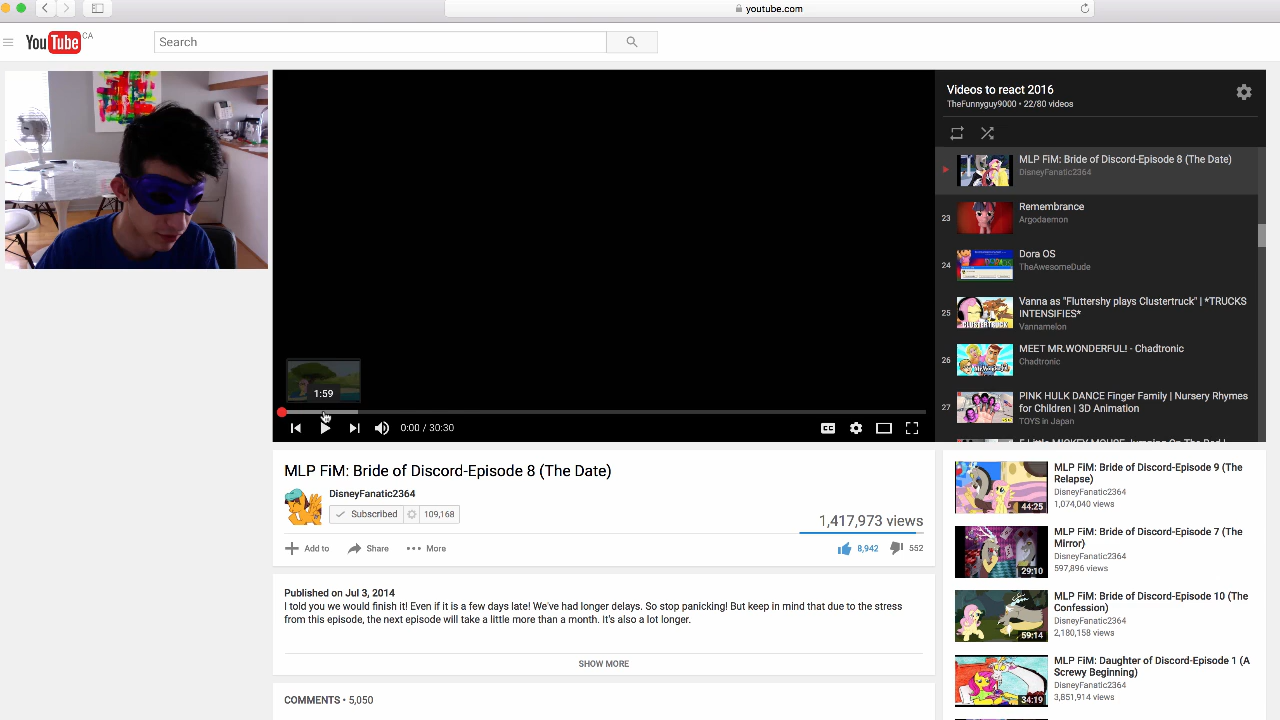 youtube.com
YouTube CA
Search
Videos to react 2016
TheFunnyguy9000 • 22/80 videos
MLP FiM: Bride of Discord-Episode 8 (The Date)
DisneyFanatic2364
23
Remembrance
Argodaemon
24
Dora OS
TheAwesomeDude
25
Vanna as "Fluttershy plays Clustertruck" | *TRUCKS
INTENSIFIES*
Vannamelon
CLUSTERTRUCK
26
MEET MR.WONDERFUL! - Chadtronic
Chadtronic
27
PINK HULK DANCE Finger Family | Nursery Rhymes
for Children | 3D Animation
TOYS in Japan
1:59
0:00 / 30:30
CC
MLP FiM: Bride of Discord-Episode 8 (The Date)
DisneyFanatic2364
Subscribed 109,168
1,417,973 views
Add to Share More
8,942 552
Published on Jul 3, 2014
I told you we would finish it! Even if it is a few days late! We've had longer delays. So stop panicking! But keep in mind that due to the stress
from this episode, the next episode will take a little more than a month. It's also a lot longer.
SHOW MORE
COMMENTS • 5,050
MLP FiM: Bride of Discord-Episode 9 (The
Relapse)
DisneyFanatic2364
1,074,040 views
44:25
MLP FiM: Bride of Discord-Episode 7 (The
Mirror)
DisneyFanatic2364
597,896 views
29:10
MLP FiM: Bride of Discord-Episode 10 (The
Confession)
DisneyFanatic2364
2,180,158 views
59:14
MLP FiM: Daughter of Discord-Episode 1 (A
Screwy Beginning)
DisneyFanatic2364
3,851,914 views
34:19